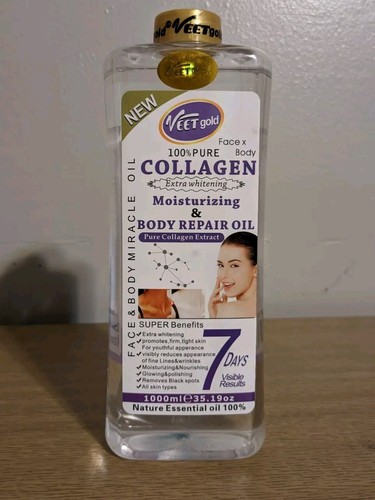 VEET gold
VEET
NEW
VEET gold
Face x
Body
100%PURE
COLLAGEN
Extra whitening
Moisturizing
&
BODY REPAIR OIL
Pure Collagen Extract
FACE & BODY MIRACLE OIL
SUPER Benefits
Extra whitening
promotes,firm,tight skin
For youthful apperance
visibly reduces appearance
of fine Lines&wrinkles
Moisturizing&Nourishing
Glowing&polishing
Removes Black spots
All skin types
7 DAYS
Visible
Results
1000ml℮35.19oz
Nature Essential oil 100%